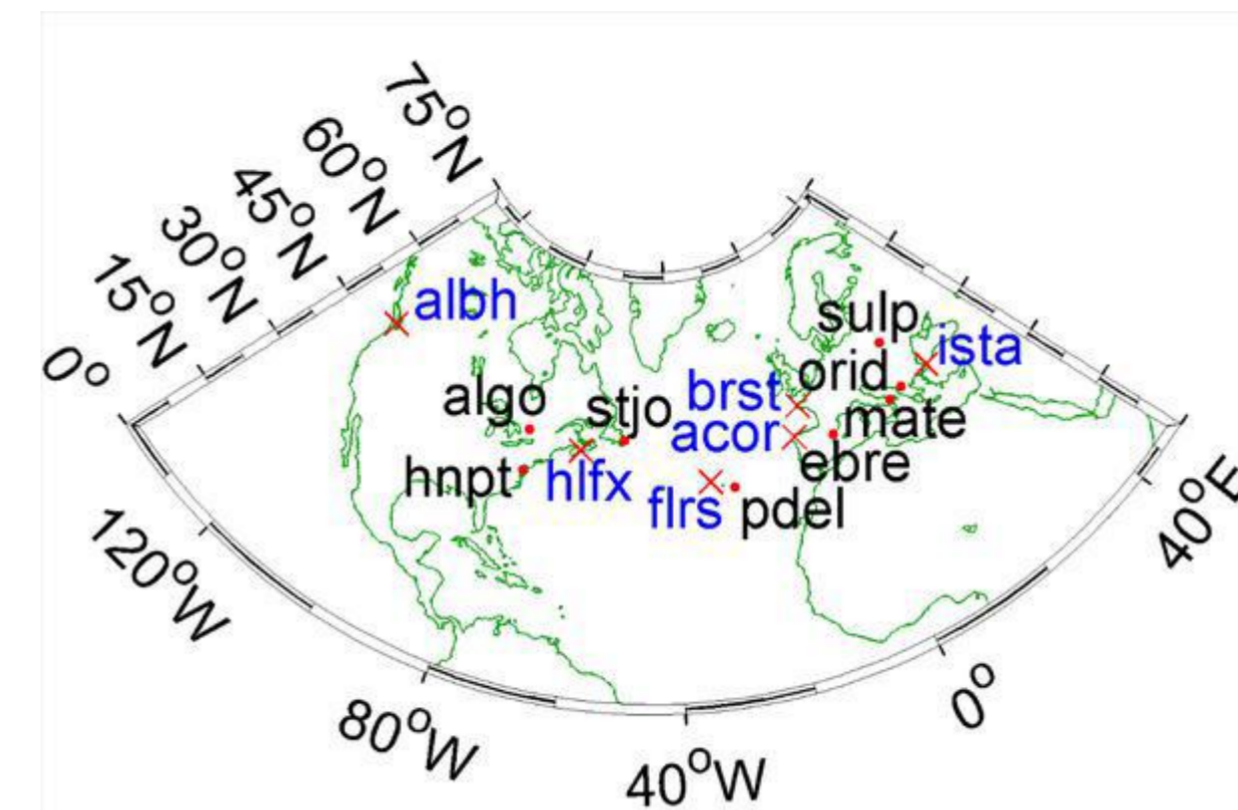 75°N
60°N
45°N
30°N
15°N
0°
albh
sulp
ista
orid
brst
algo
stjo
acor
mate
hnpt
hlfx
ebre
flrs
pdel
120°W
80°W
40°W
0°
40°E